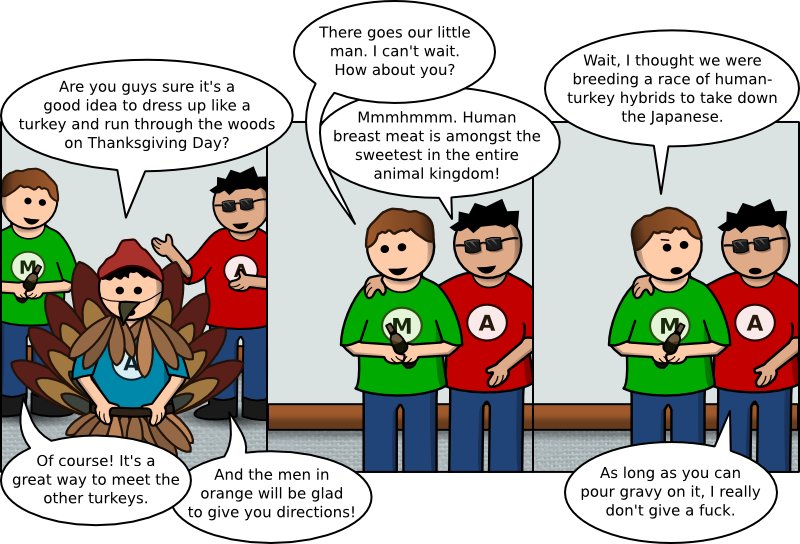 Are you guys sure it's a
good idea to dress up like a
turkey and run through the woods
on Thanksgiving Day?
Of course! It's a
great way to meet the
other turkeys.
And the men in
orange will be glad
to give you directions!
M
A
A
There goes our little
man. I can't wait.
How about you?
Mmmhmmm. Human
breast meat is amongst the
sweetest in the entire
animal kingdom!
M
A
Wait, I thought we were
breeding a race of human-
turkey hybrids to take down
the Japanese.
As long as you can
pour gravy on it, I really
don't give a fuck.
M
A